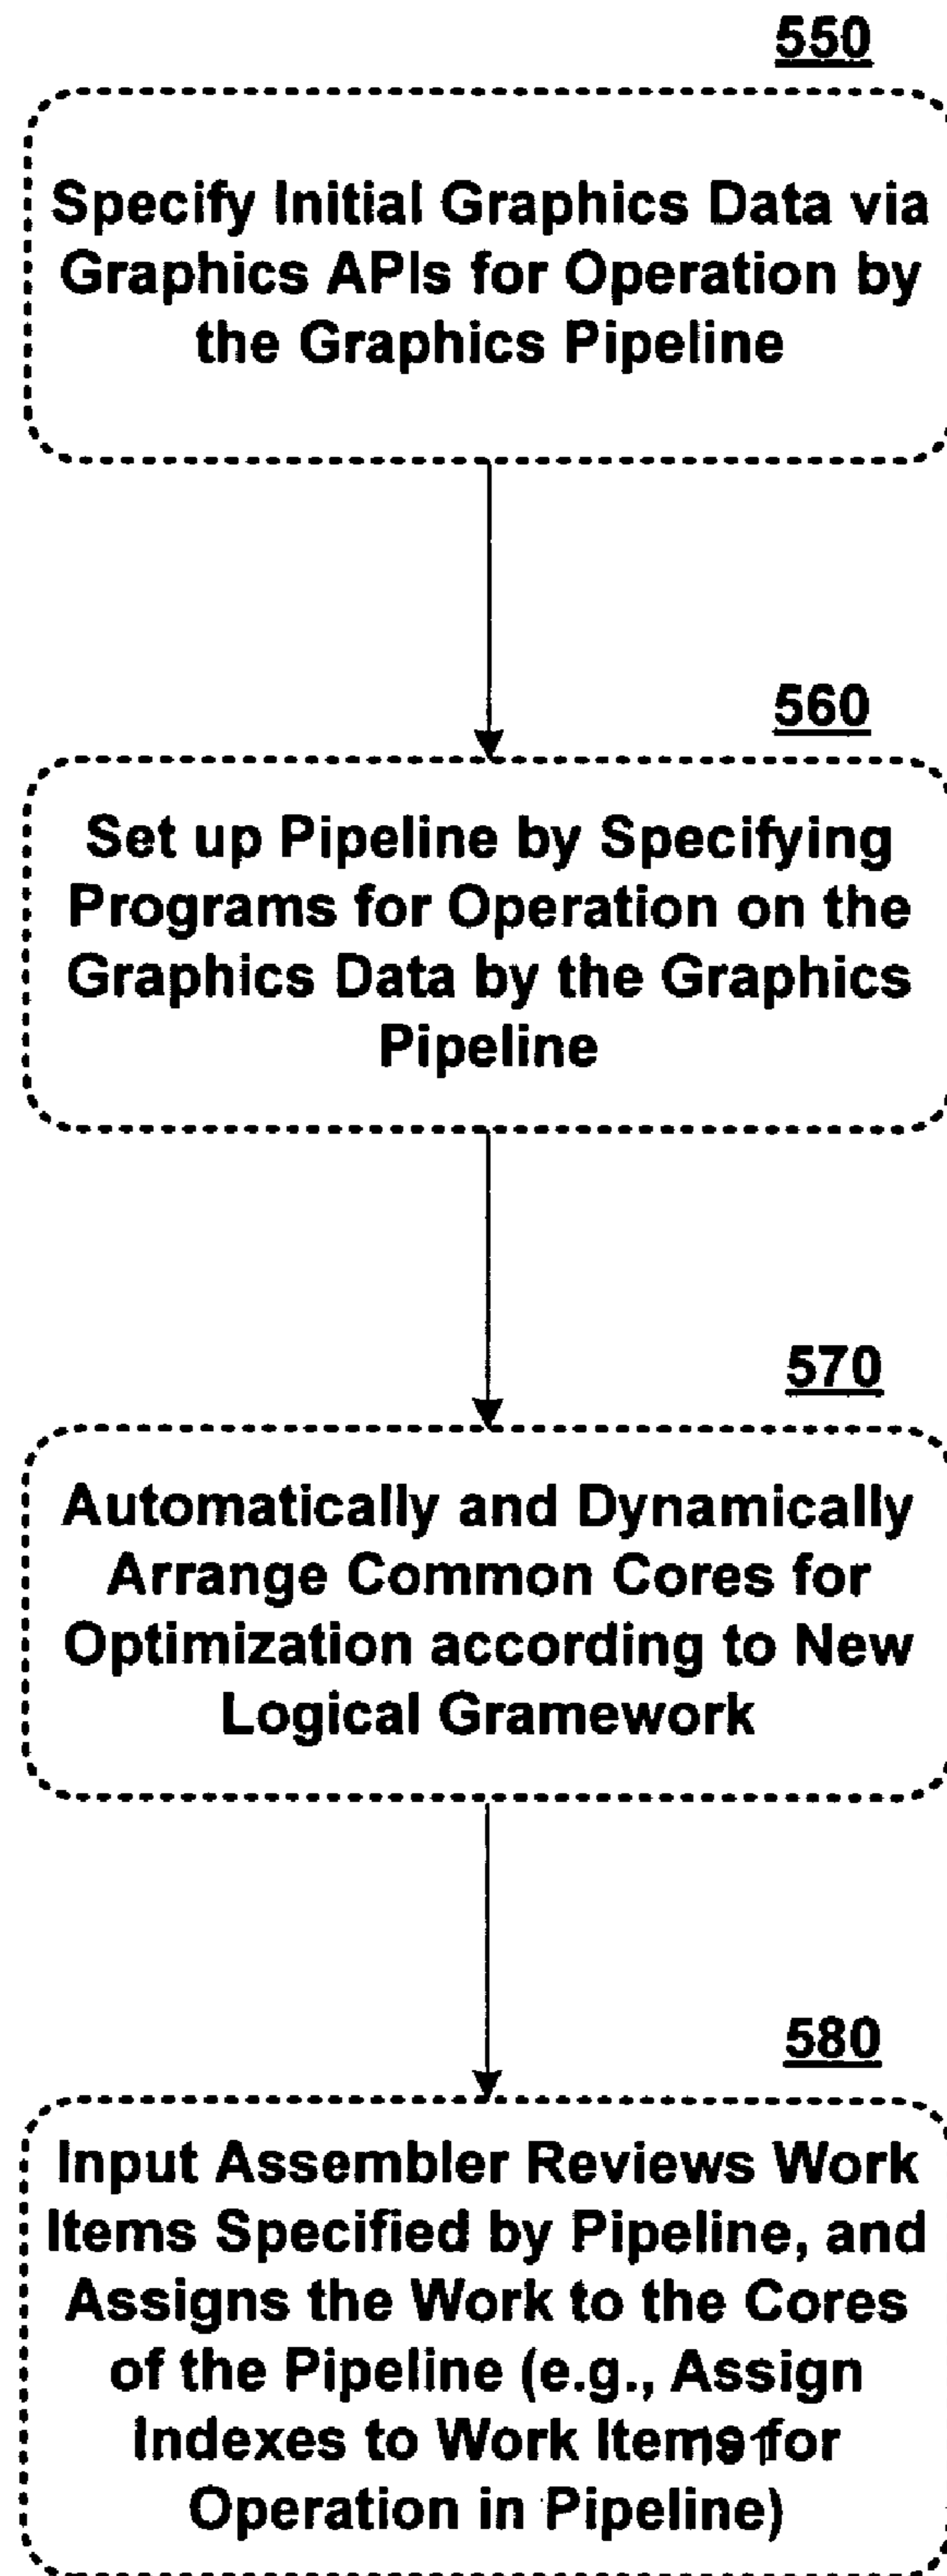 550
Specify Initial Graphics Data via
Graphics APIs for Operation by
the Graphics Pipeline
560
Set up Pipeline by Specifying
Programs for Operation on the
Graphics Data by the Graphics
Pipeline
570
Automatically and Dynamically
Arrange Common Cores for
Optimization according to New
Logical Gramework
580
Input Assembler Reviews Work
Items Specified by Pipeline, and
Assigns the Work to the Cores
of the Pipeline (e.g., Assign
Indexes to Work Items for
Operation in Pipeline)